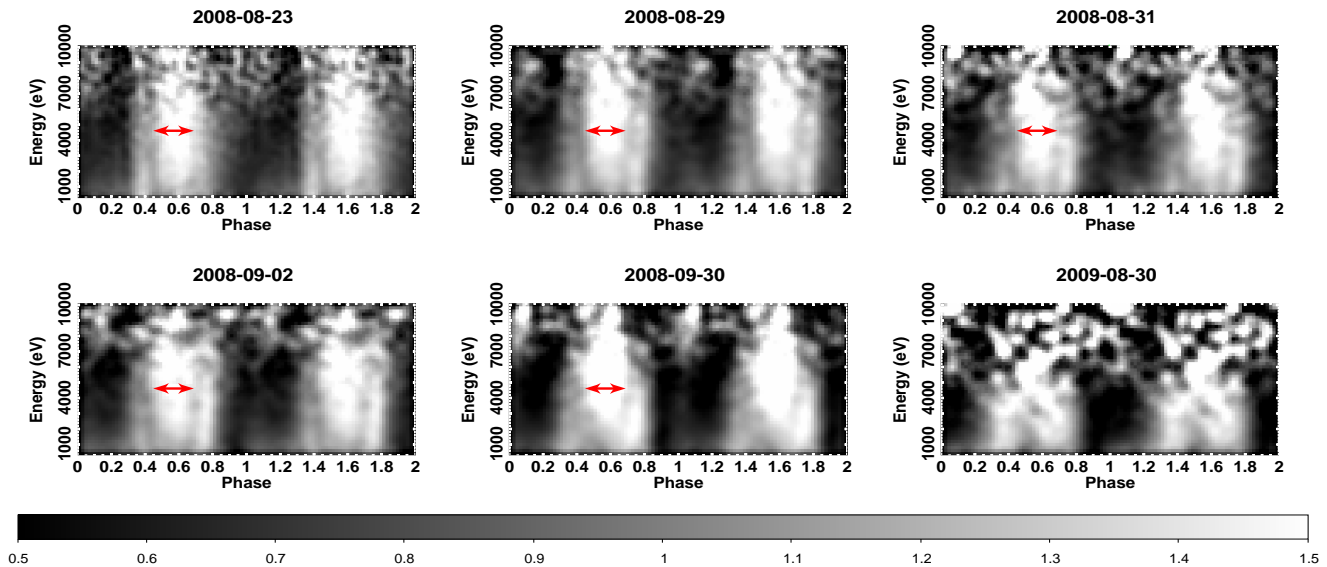 2008-08-23 2008-08-29 2008-08-31
Energy (eV) 1000 4000 7000 10000 Energy (eV) 1000 4000 7000 10000 Energy (eV) 1000 4000 7000 10000
0 0.2 0.4 0.6 0.8 1 1.2 1.4 1.6 1.8 2 0 0.2 0.4 0.6 0.8 1 1.2 1.4 1.6 1.8 2 0 0.2 0.4 0.6 0.8 1 1.2 1.4 1.6 1.8 2
Phase Phase Phase
2008-09-02 2008-09-30 2009-08-30
Energy (eV) 1000 4000 7000 10000 Energy (eV) 1000 4000 7000 10000 Energy (eV) 1000 4000 7000 10000
0 0.2 0.4 0.6 0.8 1 1.2 1.4 1.6 1.8 2 0 0.2 0.4 0.6 0.8 1 1.2 1.4 1.6 1.8 2 0 0.2 0.4 0.6 0.8 1 1.2 1.4 1.6 1.8 2
Phase Phase Phase
0.5 0.6 0.7 0.8 0.9 1 1.1 1.2 1.3 1.4 1.5